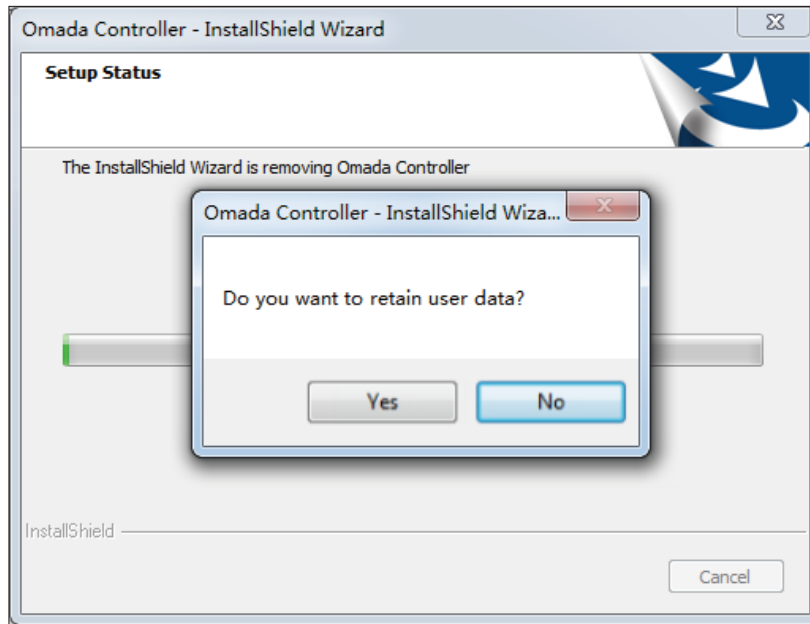 Omada Controller - InstallShield Wizard
Setup Status
The InstallShield Wizard is removing Omada Controller
Omada Controller - InstallShield Wiza...
Do you want to retain user data?
Yes No
InstallShield
Cancel